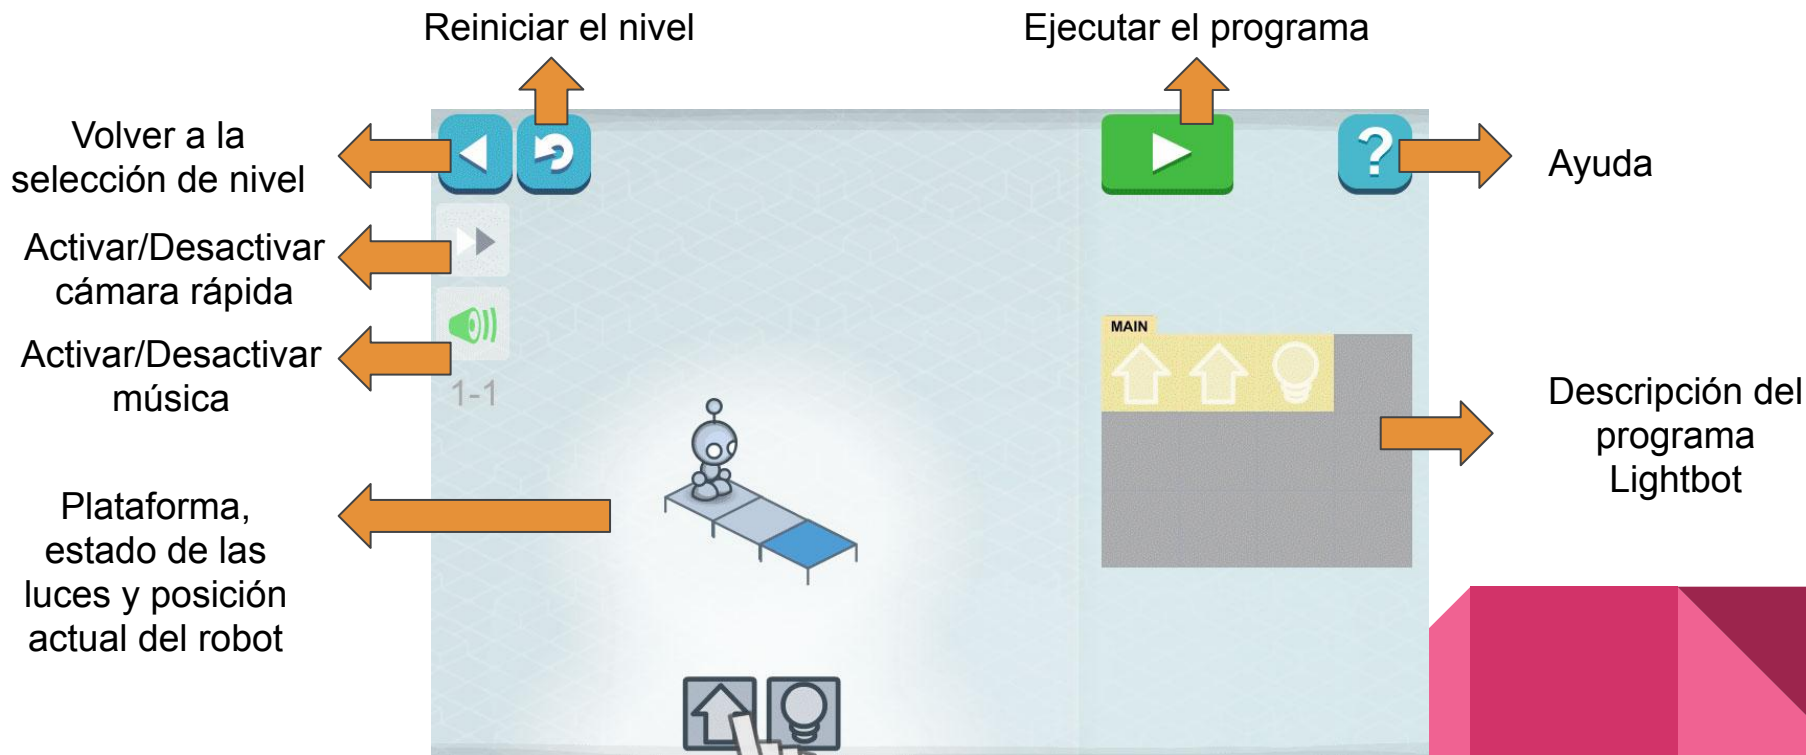 Reiniciar el nivel
Ejecutar el programa
Volver a la
selección de nivel
?
Ayuda
Activar/Desactivar
cámara rápida
Activar/Desactivar
música
1-1
MAIN
Descripción del
programa
Lightbot
Plataforma,
estado de las
luces y posición
actual del robot